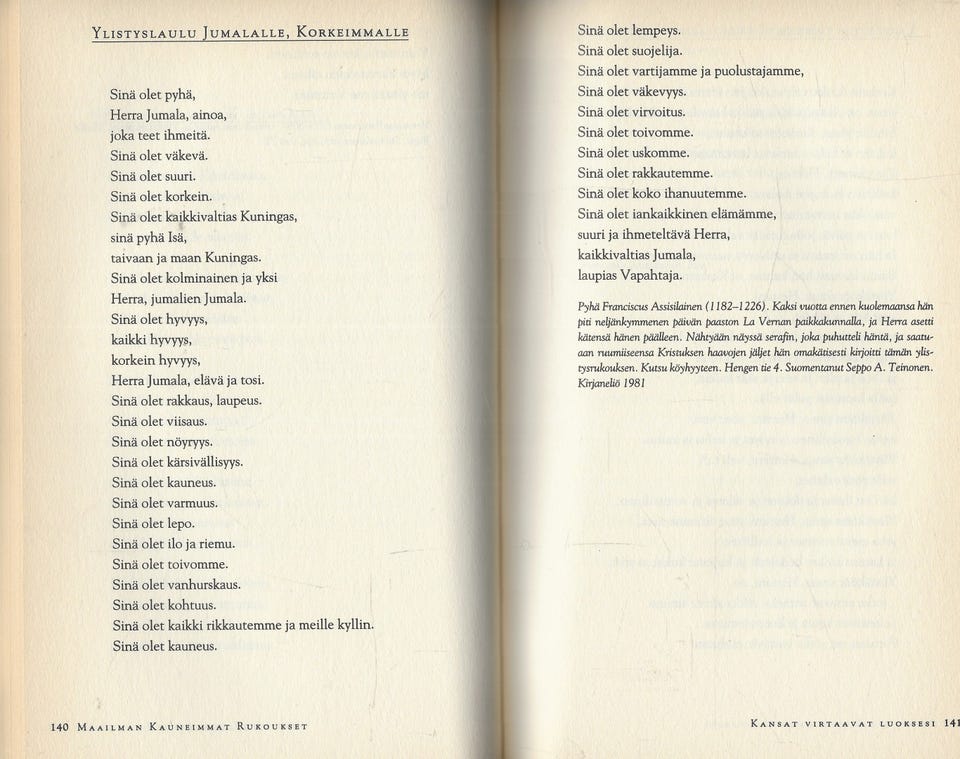 Ylistyslaulu Jumalalle, Korkeimmalle
Sinä olet pyhä,
Herra Jumala, ainoa,
joka teet ihmeitä.
Sinä olet väkevä.
Sinä olet suuri.
Sinä olet korkein.
Sinä olet kaikkivaltias Kuningas,
sinä pyhä Isä,
taivaan ja maan Kuningas.
Sinä olet kolminainen ja yksi
Herra, jumalien Jumala.
Sinä olet hyvyys,
kaikki hyvyys,
korkein hyvyys,
Herra Jumala, elävä ja tosi.
Sinä olet rakkaus, laupeus.
Sinä olet viisaus.
Sinä olet nöyryys.
Sinä olet kärsivällisyys.
Sinä olet kauneus.
Sinä olet varmuus.
Sinä olet lepo.
Sinä olet ilo ja riemu.
Sinä olet toivomme.
Sinä olet vanhurskaus.
Sinä olet kohtuus.
Sinä olet kaikki rikkautemme ja meille kyllin.
Sinä olet kauneus.
140 Maailman Kauneimmat Rukoukset
Sinä olet lempeys.
Sinä olet suojelija.
Sinä olet vartijamme ja puolustajamme,
Sinä olet väkevyys.
Sinä olet virvoitus.
Sinä olet toivomme.
Sinä olet uskomme.
Sinä olet rakkautemme.
Sinä olet koko ihanuutemme.
Sinä olet iankaikkinen elämämme,
suuri ja ihmeteltävä Herra,
kaikkivaltias Jumala,
laupias Vapahtaja.
Pyhä Franciscus Assisilainen (1182–1226). Kaksi vuotta ennen kuolemaansa hän
piti neljänkymmenen päivän paaston La Vernan paikkakunnalla, ja Herra asetti
kätensä hänen päälleen. Nähtyään näyssä serafin, joka puhutteli häntä, ja saatu-
aan ruumiiseensa Kristuksen haavojen jäljet hän omakätisesti kirjoitti tämän ylis-
tysrukouksen. Kutsu köyhyyteen. Hengen tie 4. Suomentanut Seppo A. Teinonen.
Kirjaneliö 1981
Kansat virtaavat luoksesi 141